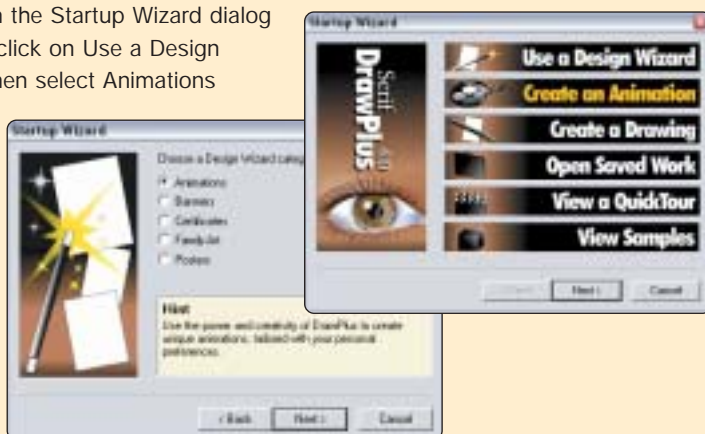 the Startup Wizard dialog
click on Use a Design
then select Animations
Startup Wizard
Serif
DrawPlus 4.0
Use a Design Wizard
Create an Animation
Create a Drawing
Open Saved Work
View a QuickTour
View Samples
Next >
Cancel
Startup Wizard
Choose a Design Wizard
Animations
Banners
Certificates
Family Art
Posters
Hint
Use the power and creativity of DrawPlus to create
unique animations, tailored with your personal
preferences.
< Back
Next >
Cancel